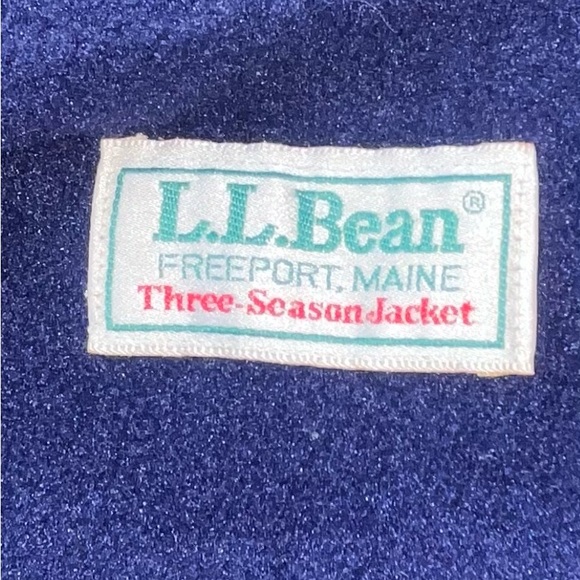 L.L.Bean®
FREEPORT, MAINE
Three-Season Jacket